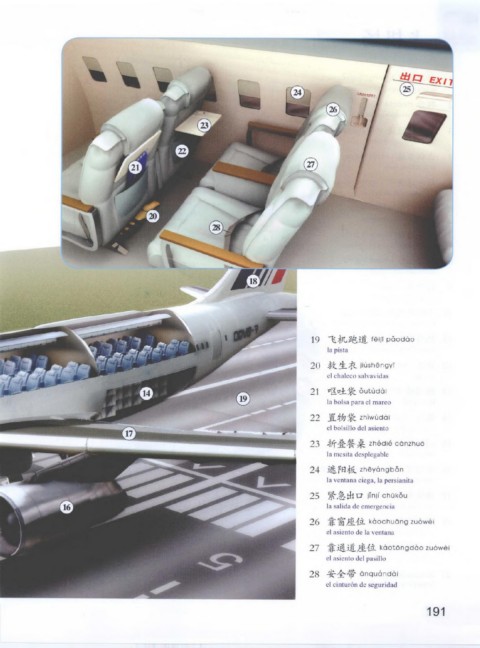 出口 EXIT
24
25
26
23
22
27
21
20
28
18
14
19
17
16
5
19 飞机跑道 fēijī pǎodào
la pista
20 救生衣 jiùshēngyī
el chaleco salvavidas
21 呕吐袋 ǒutùdài
la bolsa para el mareo
22 置物袋 zhìwùdài
el bolsillo del asiento
23 折叠餐桌 zhédié cānzhuō
la mesita desplegable
24 遮阳板 zhēyángbǎn
la ventana ciega, la persianita
25 紧急出口 jǐnjí chūkǒu
la salida de emergencia
26 靠窗座位 kàochuāng zuòwèi
el asiento de la ventana
27 靠通道座位 kàotōngdào zuòwèi
el asiento del pasillo
28 安全带 ānquándài
el cinturón de seguridad
191